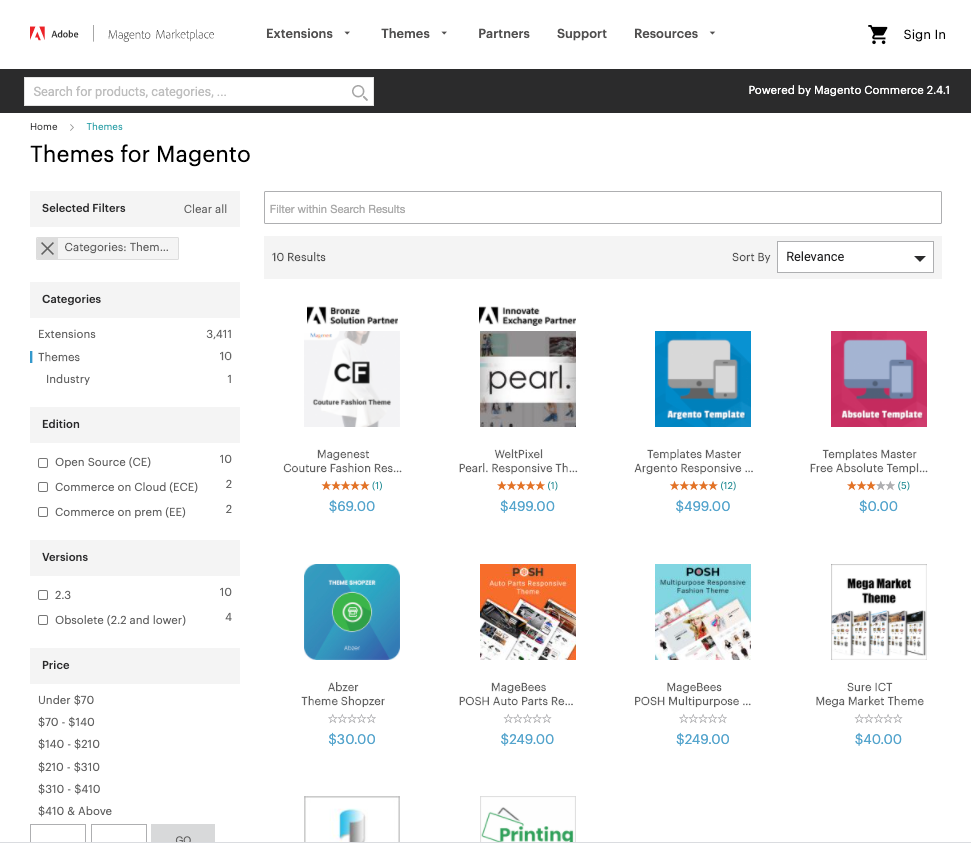 Adobe
Magento Marketplace
Extensions
Themes
Partners
Support
Resources
Sign In
Search for products, categories, ...
Powered by Magento Commerce 2.4.1
Home
Themes
Themes for Magento
Selected Filters
Clear all
Categories: Them...
Categories
Extensions 3,411
Themes 10
Industry 1
Edition
Open Source (CE) 10
Commerce on Cloud (ECE) 2
Commerce on prem (EE) 2
Versions
2.3 10
Obsolete (2.2 and lower) 4
Price
Under $70
$70 - $140
$140 - $210
$210 - $310
$310 - $410
$410 & Above
GO
Filter within Search Results
10 Results
Sort By
Relevance
Bronze
Solution Partner
CF
Couture Fashion Theme
Magenest
Couture Fashion Res...
(1)
$69.00
Innovate
Exchange Partner
pearl.
WeltPixel
Pearl. Responsive Th...
(1)
$499.00
Argento Template
Templates Master
Argento Responsive ...
(12)
$499.00
Absolute Template
Templates Master
Free Absolute Templ...
(5)
$0.00
THEME SHOPZER
Abzer
Abzer
Theme Shopzer
$30.00
POSH
Auto Parts Responsive
Theme
MageBees
POSH Auto Parts Re...
$249.00
POSH
Multipurpose Responsive
Fashion Theme
MageBees
POSH Multipurpose ...
$249.00
Mega Market
Theme
Sure ICT
Mega Market Theme
$40.00
Printing